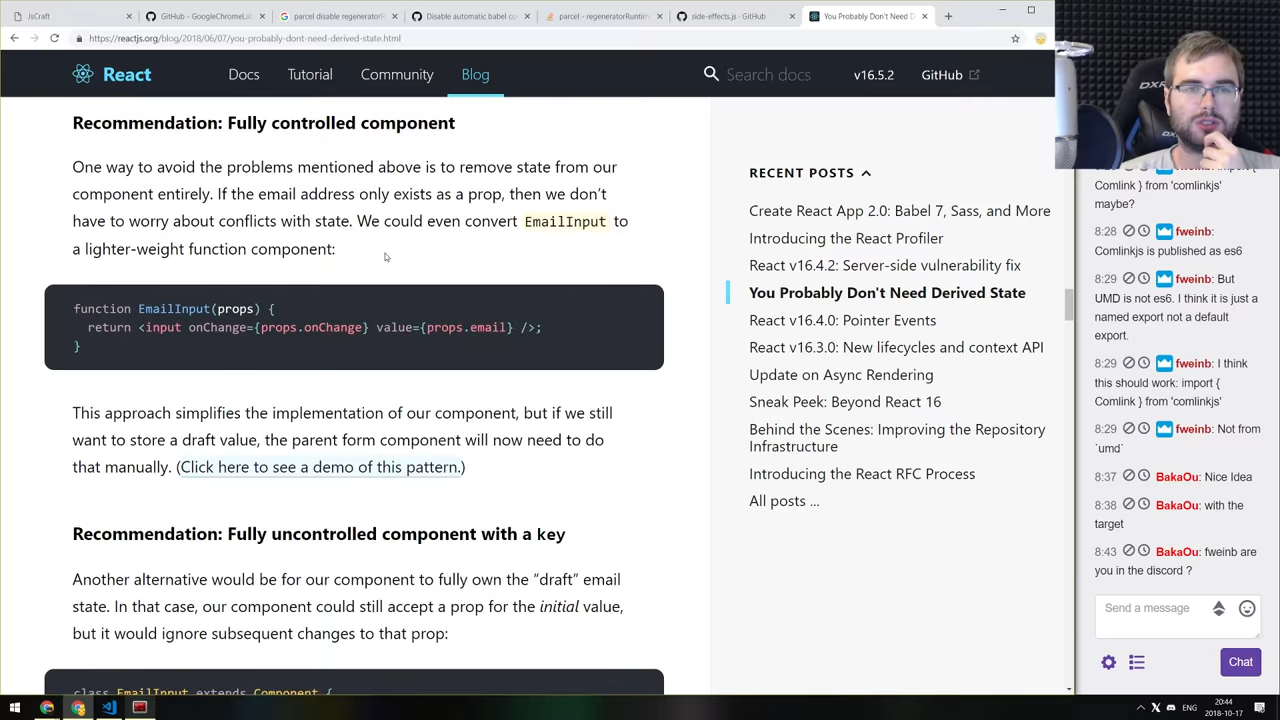 JsCraft
GitHub - GoogleChromeLa
parcel disable regeneratorR
Disable automatic babel co
parcel - regeneratorRuntim
side-effects.js · GitHub
You Probably Don't Need D
https://reactjs.org/blog/2018/06/07/you-probably-dont-need-derived-state.html
React
Docs
Tutorial
Community
Blog
Search docs
v16.5.2
GitHub
Recommendation: Fully controlled component
One way to avoid the problems mentioned above is to remove state from our
component entirely. If the email address only exists as a prop, then we don’t
have to worry about conflicts with state. We could even convert EmailInput to
a lighter-weight function component:
function EmailInput(props) {
return <input onChange={props.onChange} value={props.email} />;
}
This approach simplifies the implementation of our component, but if we still
want to store a draft value, the parent form component will now need to do
that manually. (Click here to see a demo of this pattern.)
Recommendation: Fully uncontrolled component with a key
Another alternative would be for our component to fully own the “draft” email
state. In that case, our component could still accept a prop for the initial value,
but it would ignore subsequent changes to that prop:
class EmailInput extends Component {
RECENT POSTS
Create React App 2.0: Babel 7, Sass, and More
Introducing the React Profiler
React v16.4.2: Server-side vulnerability fix
You Probably Don't Need Derived State
React v16.4.0: Pointer Events
React v16.3.0: New lifecycles and context API
Update on Async Rendering
Sneak Peek: Beyond React 16
Behind the Scenes: Improving the Repository
Infrastructure
Introducing the React RFC Process
All posts ...
fweinb: import {
Comlink } from 'comlinkjs'
maybe?
8:28 fweinb:
Comlinkjs is published as es6
8:29 fweinb: But
UMD is not es6. I think it is just a
named export not a default
export.
8:29 fweinb: I think
this should work: import {
Comlink } from 'comlinkjs'
8:29 fweinb: Not from
`umd`
8:37 BakaOu: Nice Idea
8:38 BakaOu: with the
target
8:43 BakaOu: fweinb are
you in the discord ?
Send a message
Chat
ENG
20:44
2018-10-17